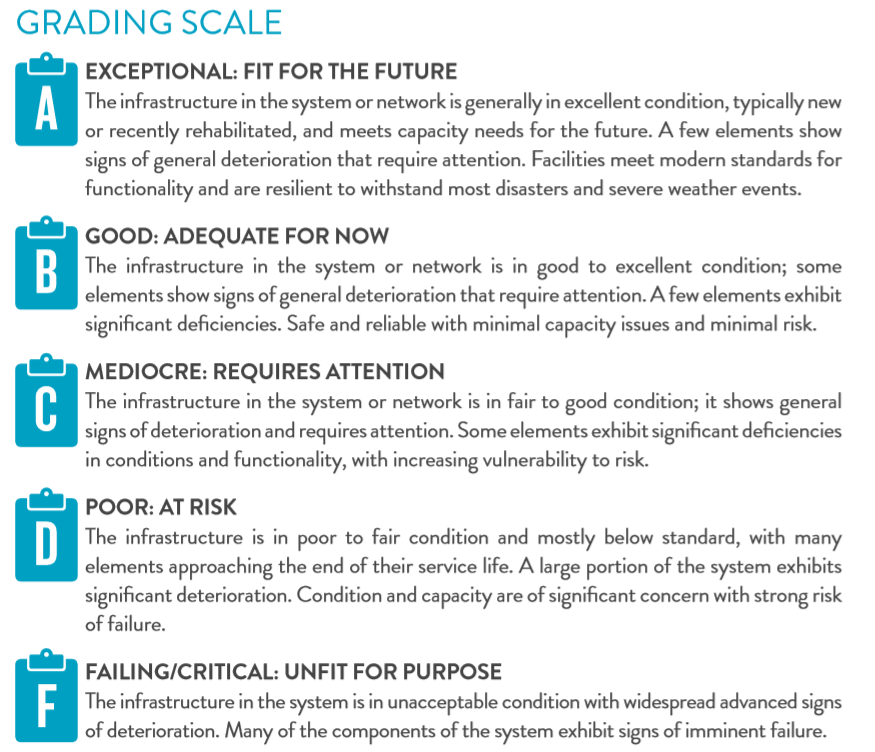 GRADING SCALE
A
EXCEPTIONAL: FIT FOR THE FUTURE
The infrastructure in the system or network is generally in excellent condition, typically new
or recently rehabilitated, and meets capacity needs for the future. A few elements show
signs of general deterioration that require attention. Facilities meet modern standards for
functionality and are resilient to withstand most disasters and severe weather events.
B
GOOD: ADEQUATE FOR NOW
The infrastructure in the system or network is in good to excellent condition; some
elements show signs of general deterioration that require attention. A few elements exhibit
significant deficiencies. Safe and reliable with minimal capacity issues and minimal risk.
C
MEDIOCRE: REQUIRES ATTENTION
The infrastructure in the system or network is in fair to good condition; it shows general
signs of deterioration and requires attention. Some elements exhibit significant deficiencies
in conditions and functionality, with increasing vulnerability to risk.
D
POOR: AT RISK
The infrastructure is in poor to fair condition and mostly below standard, with many
elements approaching the end of their service life. A large portion of the system exhibits
significant deterioration. Condition and capacity are of significant concern with strong risk
of failure.
F
FAILING/CRITICAL: UNFIT FOR PURPOSE
The infrastructure in the system is in unacceptable condition with widespread advanced signs
of deterioration. Many of the components of the system exhibit signs of imminent failure.